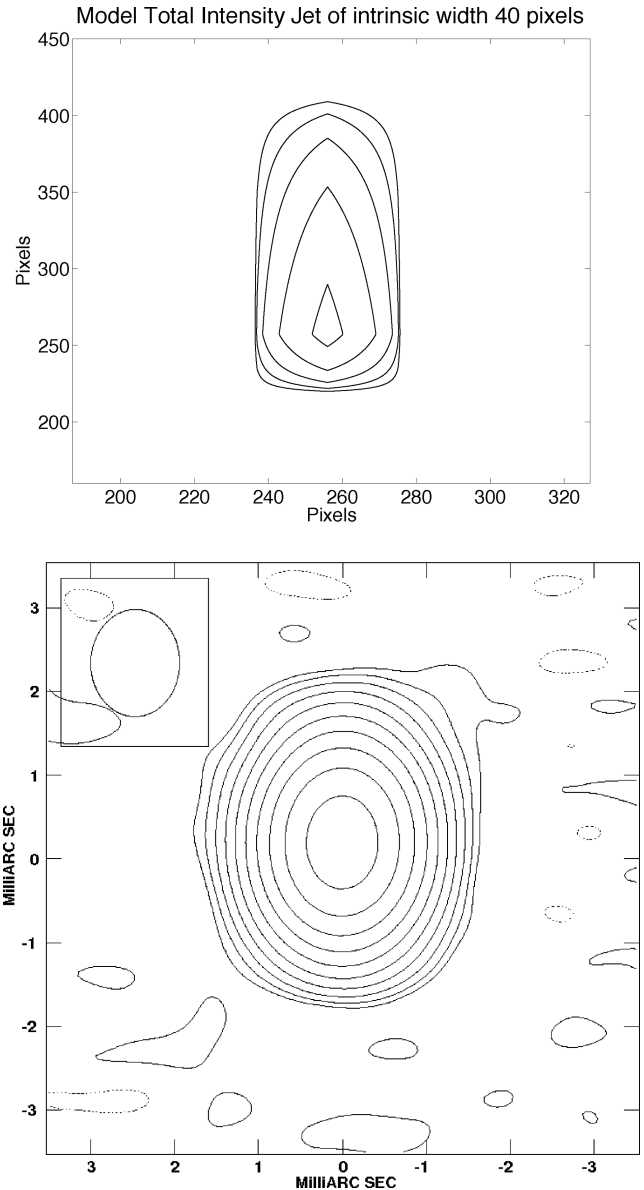 Model Total Intensity Jet of intrinsic width 40 pixels
450
400
350
300
250
200
Pixels
200 220 240 260 280 300 320
Pixels
3
2
1
0
-1
-2
-3
MilliARC SEC
3 2 1 0 -1 -2 -3
MilliARC SEC